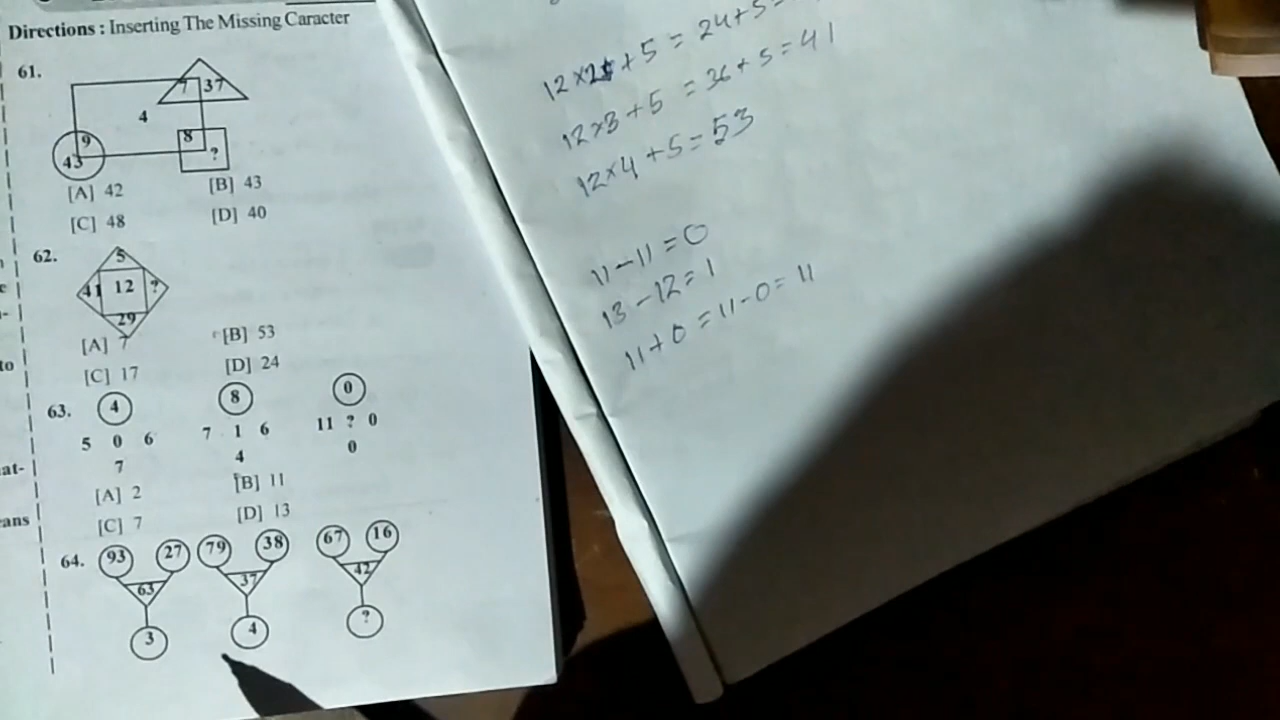 Directions : Inserting The Missing Caracter
61.
7 37
4
9 8
43 ?
[A] 42 [B] 43
[C] 48 [D] 40
62.
5
41 12 ?
29
[A] 7 [B] 53
[C] 17 [D] 24
63. 4 8 0
5 0 6 7 1 6 11 ? 0
7 4 0
[A] 2 [B] 11
[C] 7 [D] 13
64. 93 27 79 38 67 16
63 37 42
3 4 ?
to
at-
ans
12×2 + 5 = 24+5=
12×3+5 = 36+5=41
12×4+5=53
11-11=0
13-12=1
11+0=11-0=11